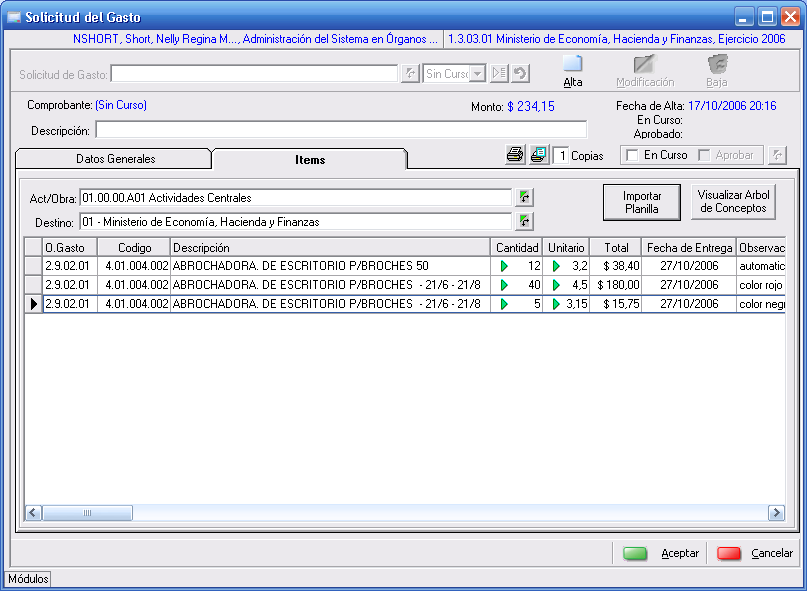 Solicitud del Gasto
NSHORT, Short, Nelly Regina M..., Administración del Sistema en Órganos ... 1.3.03.01 Ministerio de Economía, Hacienda y Finanzas, Ejercicio 2006
Solicitud de Gasto: Sin Curso Alta Modificación Baja
Comprobante: (Sin Curso) Monto: $ 234,15 Fecha de Alta: 17/10/2006 20:16
En Curso:
Descripción: Aprobado:
Datos Generales Items 1 Copias En Curso Aprobar
Act/Obra: 01.00.00.A01 Actividades Centrales Importar Planilla Visualizar Arbol de Conceptos
Destino: 01 - Ministerio de Economía, Hacienda y Finanzas
O.Gasto Codigo Descripción Cantidad Unitario Total Fecha de Entrega Observac
2.9.02.01 4.01.004.002 ABROCHADORA. DE ESCRITORIO P/BROCHES 50 12 3,2 $ 38,40 27/10/2006 automatic
2.9.02.01 4.01.004.002 ABROCHADORA. DE ESCRITORIO P/BROCHES - 21/6 - 21/8 40 4,5 $ 180,00 27/10/2006 color rojo
2.9.02.01 4.01.004.002 ABROCHADORA. DE ESCRITORIO P/BROCHES - 21/6 - 21/8 5 3,15 $ 15,75 27/10/2006 color negr
Aceptar Cancelar
Módulos